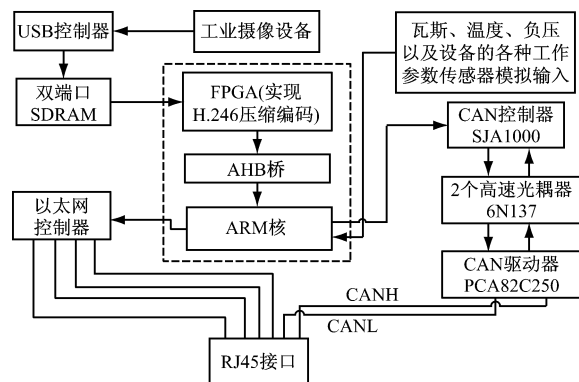 USB控制器
工业摄像设备
双端口
SDRAM
FPGA(实现
H.246压缩编码)
AHB桥
ARM核
以太网
控制器
瓦斯、温度、负压
以及设备的各种工作
参数传感器模拟输入
CAN控制器
SJA1000
2个高速光耦器
6N137
CAN驱动器
PCA82C250
CANH
CANL
RJ45接口